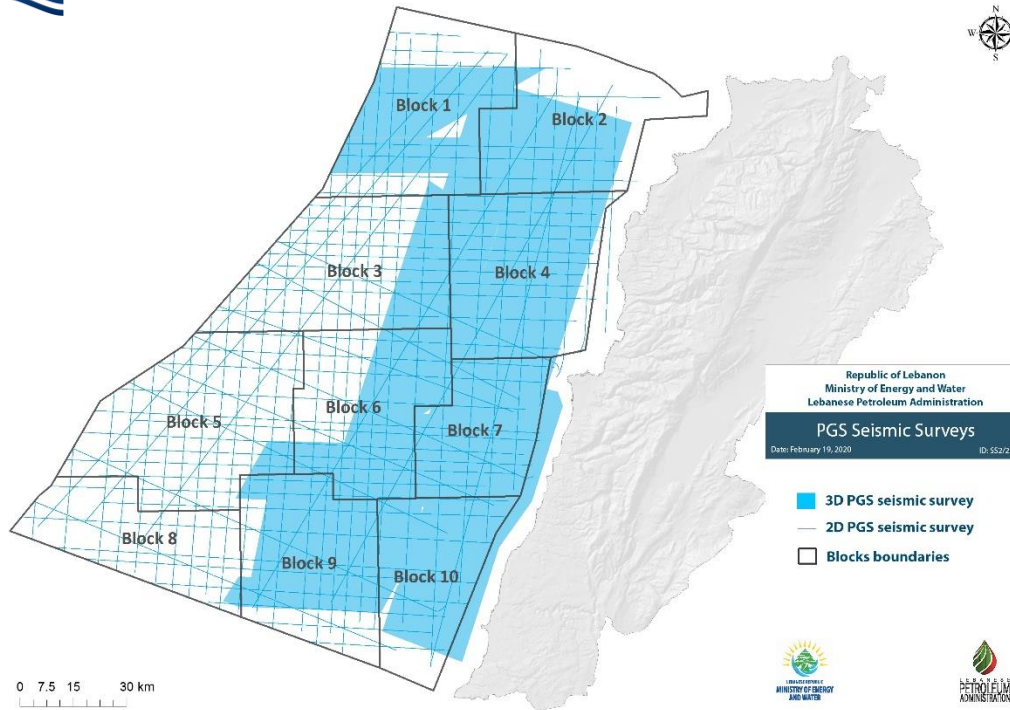 N
W
S
Block 1
Block 2
Block 3
Block 4
Block 5
Block 6
Block 7
Block 8
Block 9
Block 10
Republic of Lebanon
Ministry of Energy and Water
Lebanese Petroleum Administration
PGS Seismic Surveys
Date: February 19, 2020
3D PGS seismic survey
2D PGS seismic survey
Blocks boundaries
0 7.5 15 30 km
LEBANESE REPUBLIC
MINISTRY OF ENERGY
AND WATER
LEBANESE
PETROLEUM
ADMINISTRATION